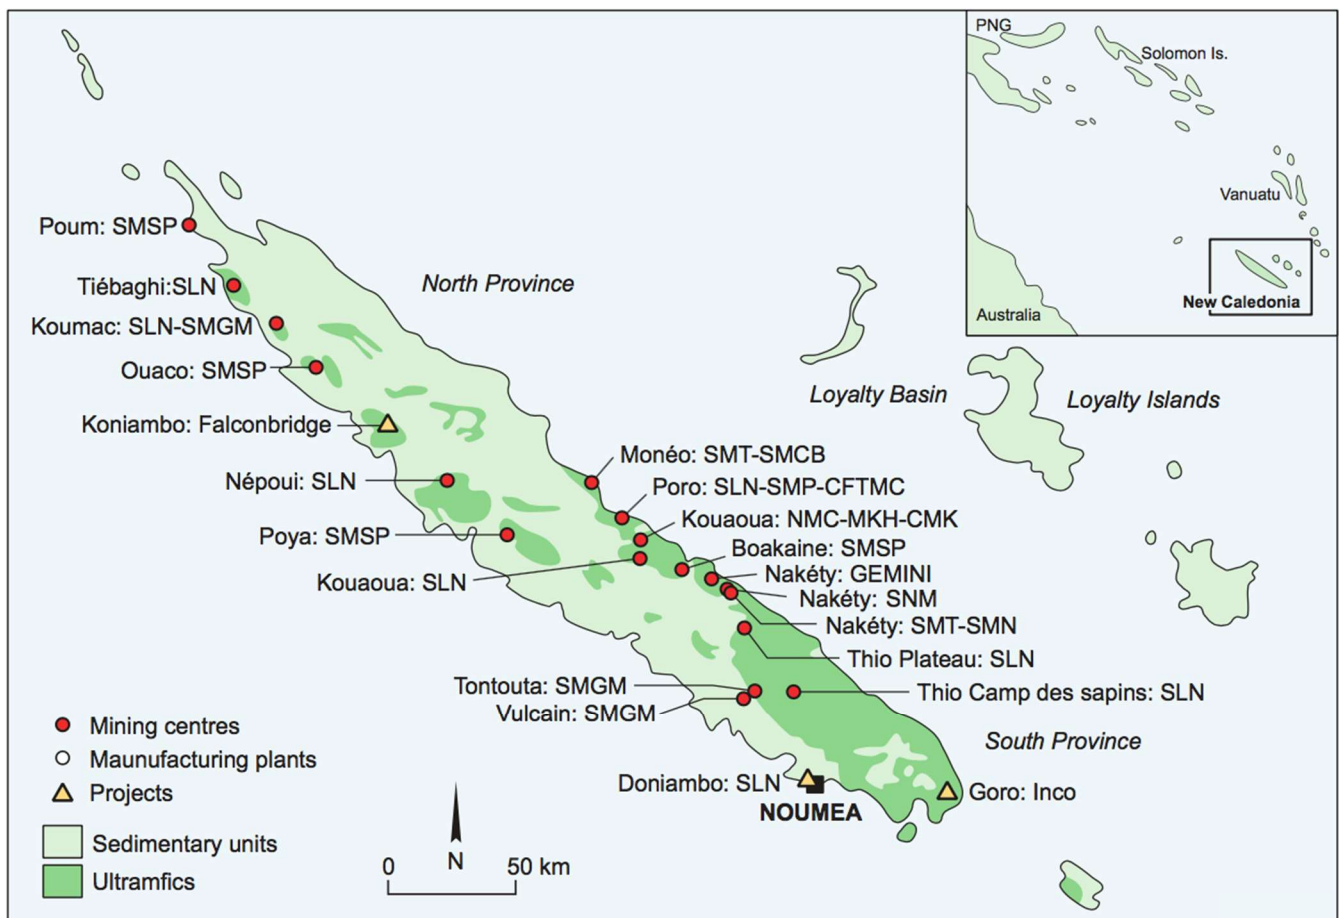 PNG
Solomon Is.
Vanuatu
New Caledonia
Australia
Poum: SMSP
Tiébaghi:SLN
North Province
Koumac: SLN-SMGM
Ouaco: SMSP
Loyalty Basin
Loyalty Islands
Koniambo: Falconbridge
Monéo: SMT-SMCB
Népoui: SLN
Poro: SLN-SMP-CFTMC
Kouaoua: NMC-MKH-CMK
Poya: SMSP
Boakaine: SMSP
Kouaoua: SLN
Nakéty: GEMINI
Nakéty: SNM
Nakéty: SMT-SMN
Thio Plateau: SLN
Tontouta: SMGM
Thio Camp des sapins: SLN
Vulcain: SMGM
South Province
Doniambo: SLN
NOUMEA
Goro: Inco
Mining centres
Maunufacturing plants
Projects
Sedimentary units
Ultramfics
N
0 50 km